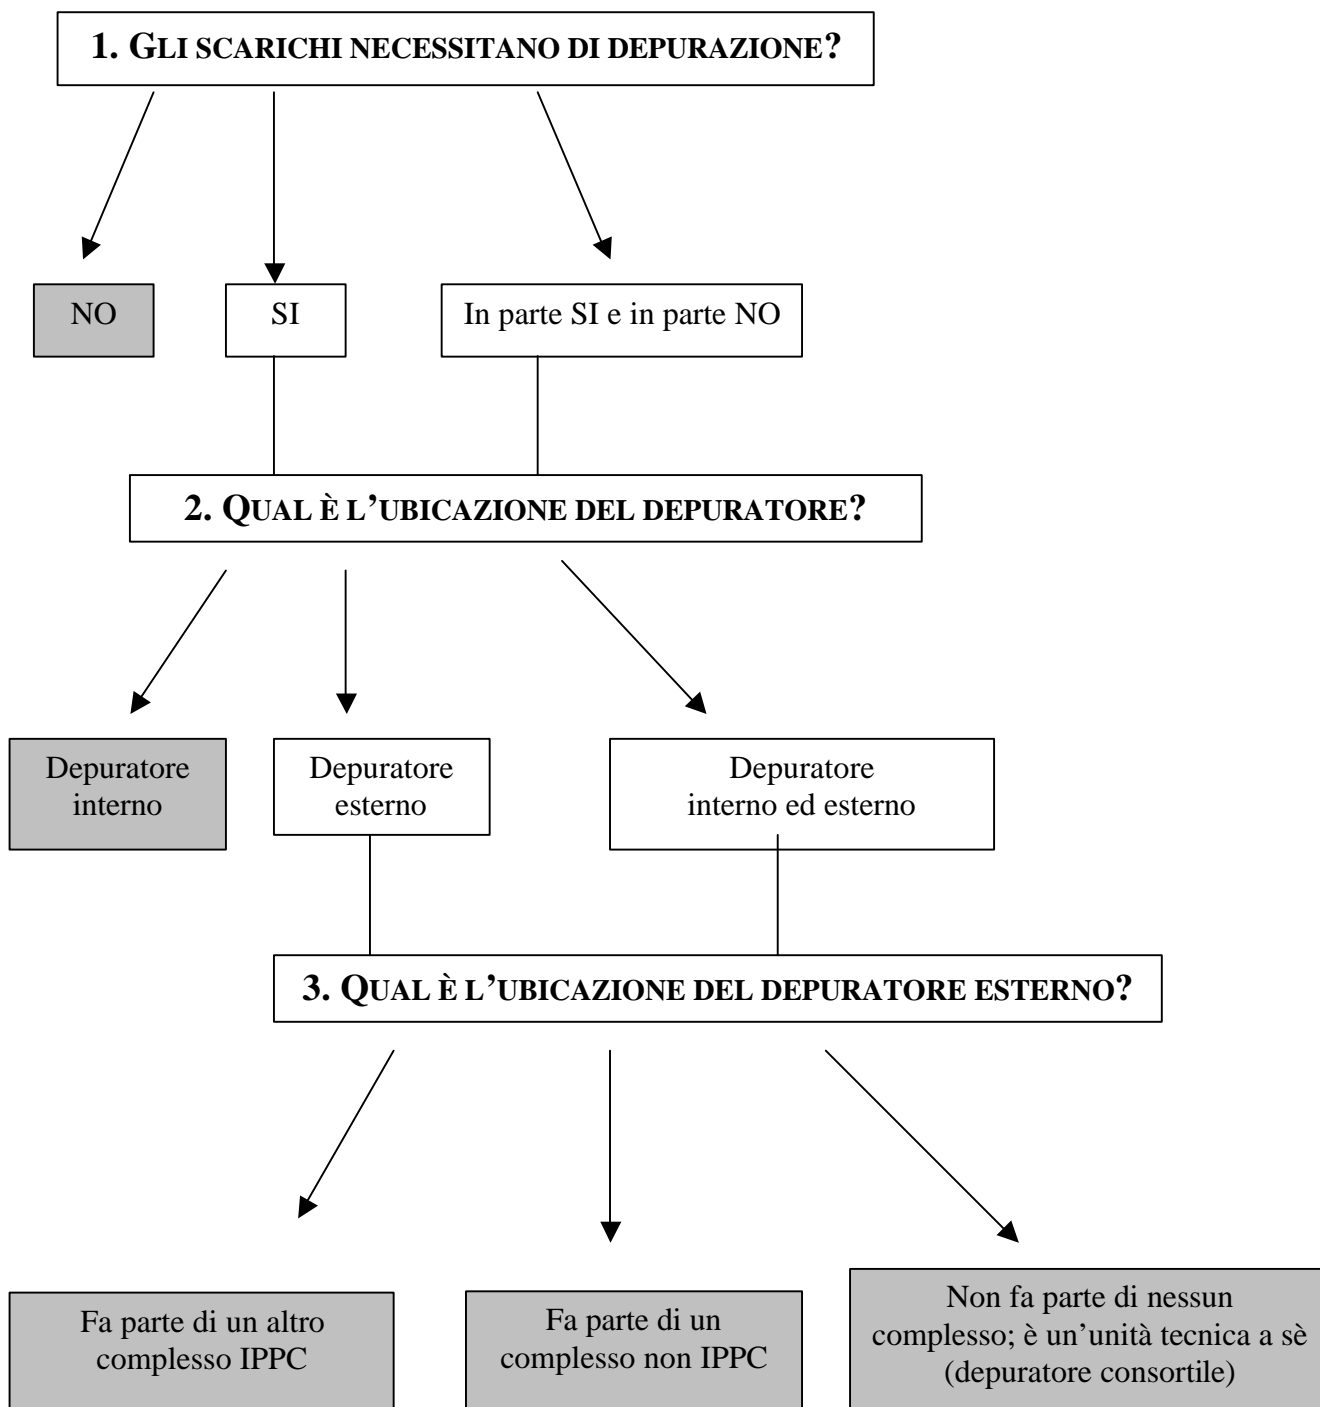 1. GLI SCARICHI NECESSITANO DI DEPURAZIONE?
NO
SI
In parte SI e in parte NO
2. QUAL È L’UBICAZIONE DEL DEPURATORE?
Depuratore
interno
Depuratore
esterno
Depuratore
interno ed esterno
3. QUAL È L’UBICAZIONE DEL DEPURATORE ESTERNO?
Fa parte di un altro
complesso IPPC
Fa parte di un
complesso non IPPC
Non fa parte di nessun
complesso; è un’unità tecnica a sè
(depuratore consortile)